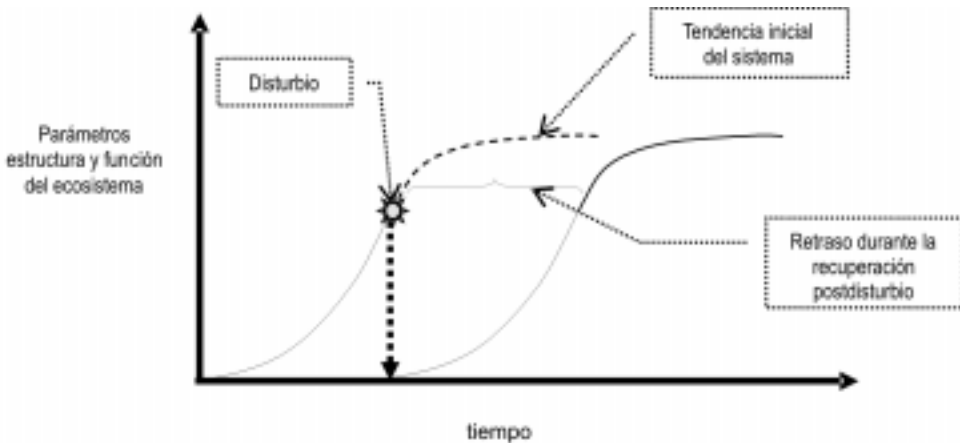 Tendencia inicial
del sistema
Disturbio
Parámetros
estructura y función
del ecosistema
Retraso durante la
recuperación
postdisturbio
tiempo